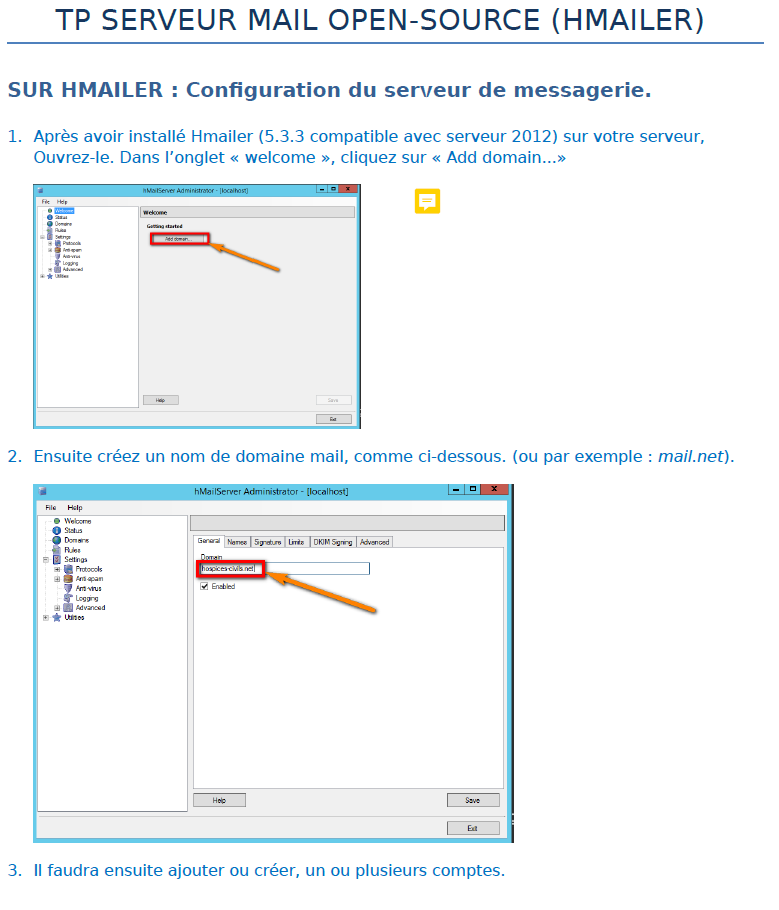 TP SERVEUR MAIL OPEN-SOURCE (HMAILER)
SUR HMAILER : Configuration du serveur de messagerie.
1. Après avoir installé Hmailer (5.3.3 compatible avec serveur 2012) sur votre serveur,
Ouvrez-le. Dans l’onglet « welcome », cliquez sur « Add domain...»
hMailServer Administrator - [localhost]
File Help
Welcome
Status
Domains
Rules
Settings
Protocols
Anti-spam
Anti-virus
Logging
Advanced
Utilities
Welcome
Getting started
Add domain...
Help
Save
Exit
2. Ensuite créez un nom de domaine mail, comme ci-dessous. (ou par exemple : mail.net).
hMailServer Administrator - [localhost]
File Help
Welcome
Status
Domains
Rules
Settings
Protocols
Anti-spam
Anti-virus
Logging
Advanced
Utilities
General Names Signature Limits DKIM Signing Advanced
Domain
hospices-civils.net
Enabled
Help
Save
Exit
3. Il faudra ensuite ajouter ou créer, un ou plusieurs comptes.